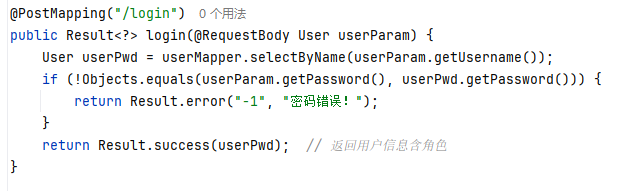 @PostMapping("/login")  0 个用法
public Result<?> login(@RequestBody User userParam) {
    User userPwd = userMapper.selectByName(userParam.getUsername());
    if (!Objects.equals(userParam.getPassword(), userPwd.getPassword())) {
        return Result.error("-1", "密码错误！");
    }
    return Result.success(userPwd);  // 返回用户信息含角色
}